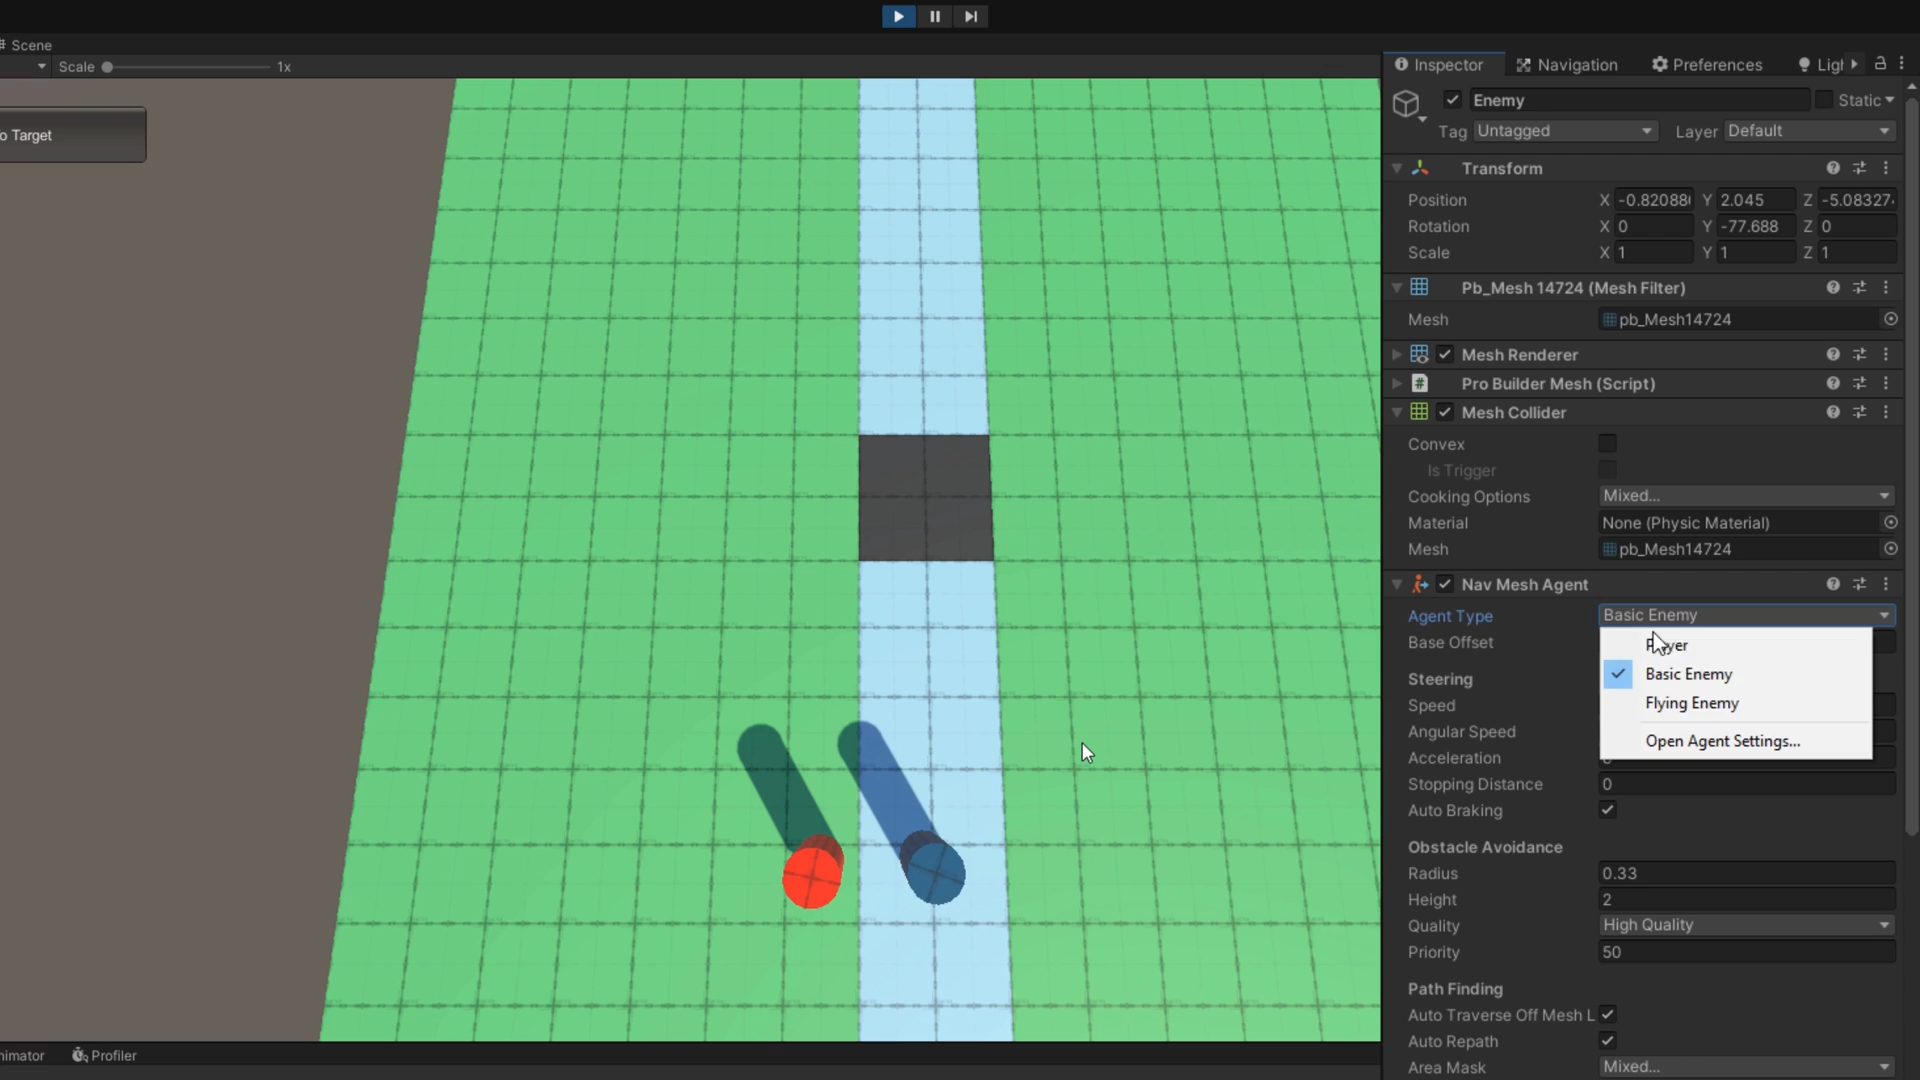 Scene
Scale 1x
o Target
Inspector Navigation Preferences Ligh
Enemy Static
Tag Untagged Layer Default
Transform
Position X -0.82088 Y 2.045 Z -5.08327
Rotation X 0 Y -77.688 Z 0
Scale X 1 Y 1 Z 1
Pb_Mesh 14724 (Mesh Filter)
Mesh pb_Mesh14724
Mesh Renderer
Pro Builder Mesh (Script)
Mesh Collider
Convex
Is Trigger
Cooking Options Mixed...
Material None (Physic Material)
Mesh pb_Mesh14724
Nav Mesh Agent
Agent Type Basic Enemy
Base Offset
Basic Enemy
Flying Enemy
Open Agent Settings...
Steering
Speed
Angular Speed
Acceleration
Stopping Distance 0
Auto Braking
Obstacle Avoidance
Radius 0.33
Height 2
Quality High Quality
Priority 50
Path Finding
Auto Traverse Off Mesh L
Auto Repath
Area Mask Mixed...
nimator Profiler